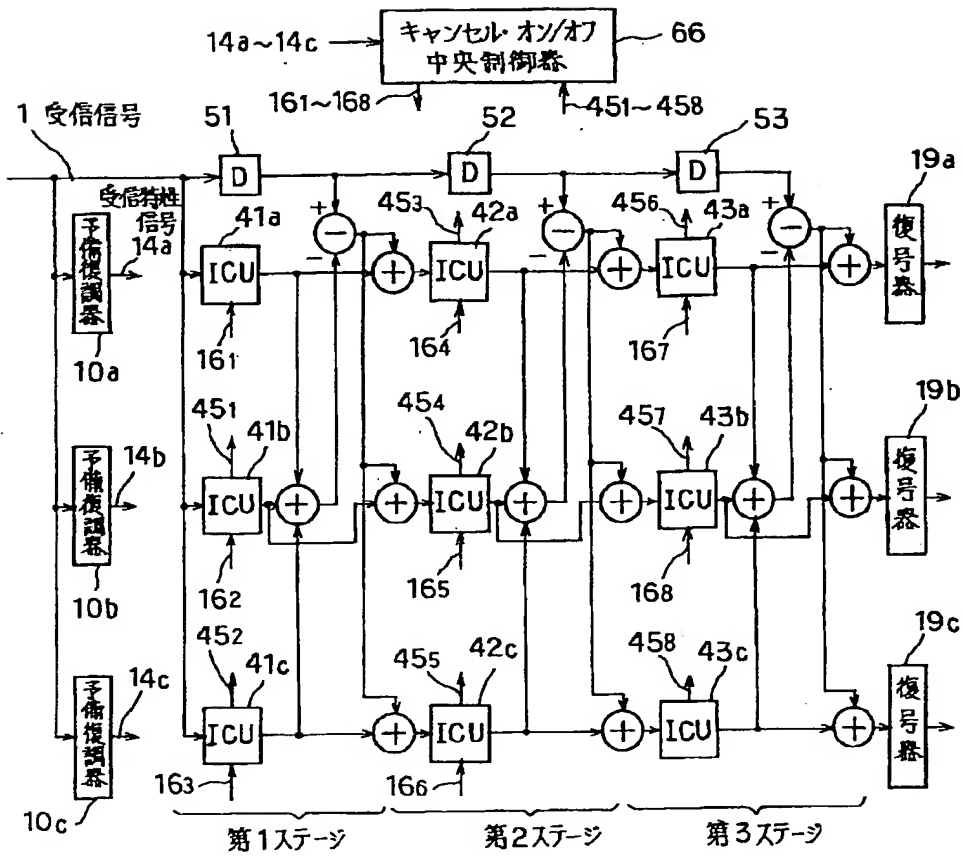 キャンセル・オン/オフ
中央制御器
66
14a~14c
161~168
451~458
1 受信信号
51
52
53
D
D
D
受信特性
信号
14a
41a
453
42a
456
43a
19a
予備復調器
10a
ICU
ICU
ICU
復号器
+
-
+
-
+
-
161
164
167
451
41b
454
42b
457
43b
19b
14b
予備復調器
10b
ICU
ICU
ICU
復号器
162
165
168
452
41c
455
42c
458
43c
19c
14c
予備復調器
10c
ICU
ICU
ICU
復号器
163
166
第1ステージ
第2ステージ
第3ステージ